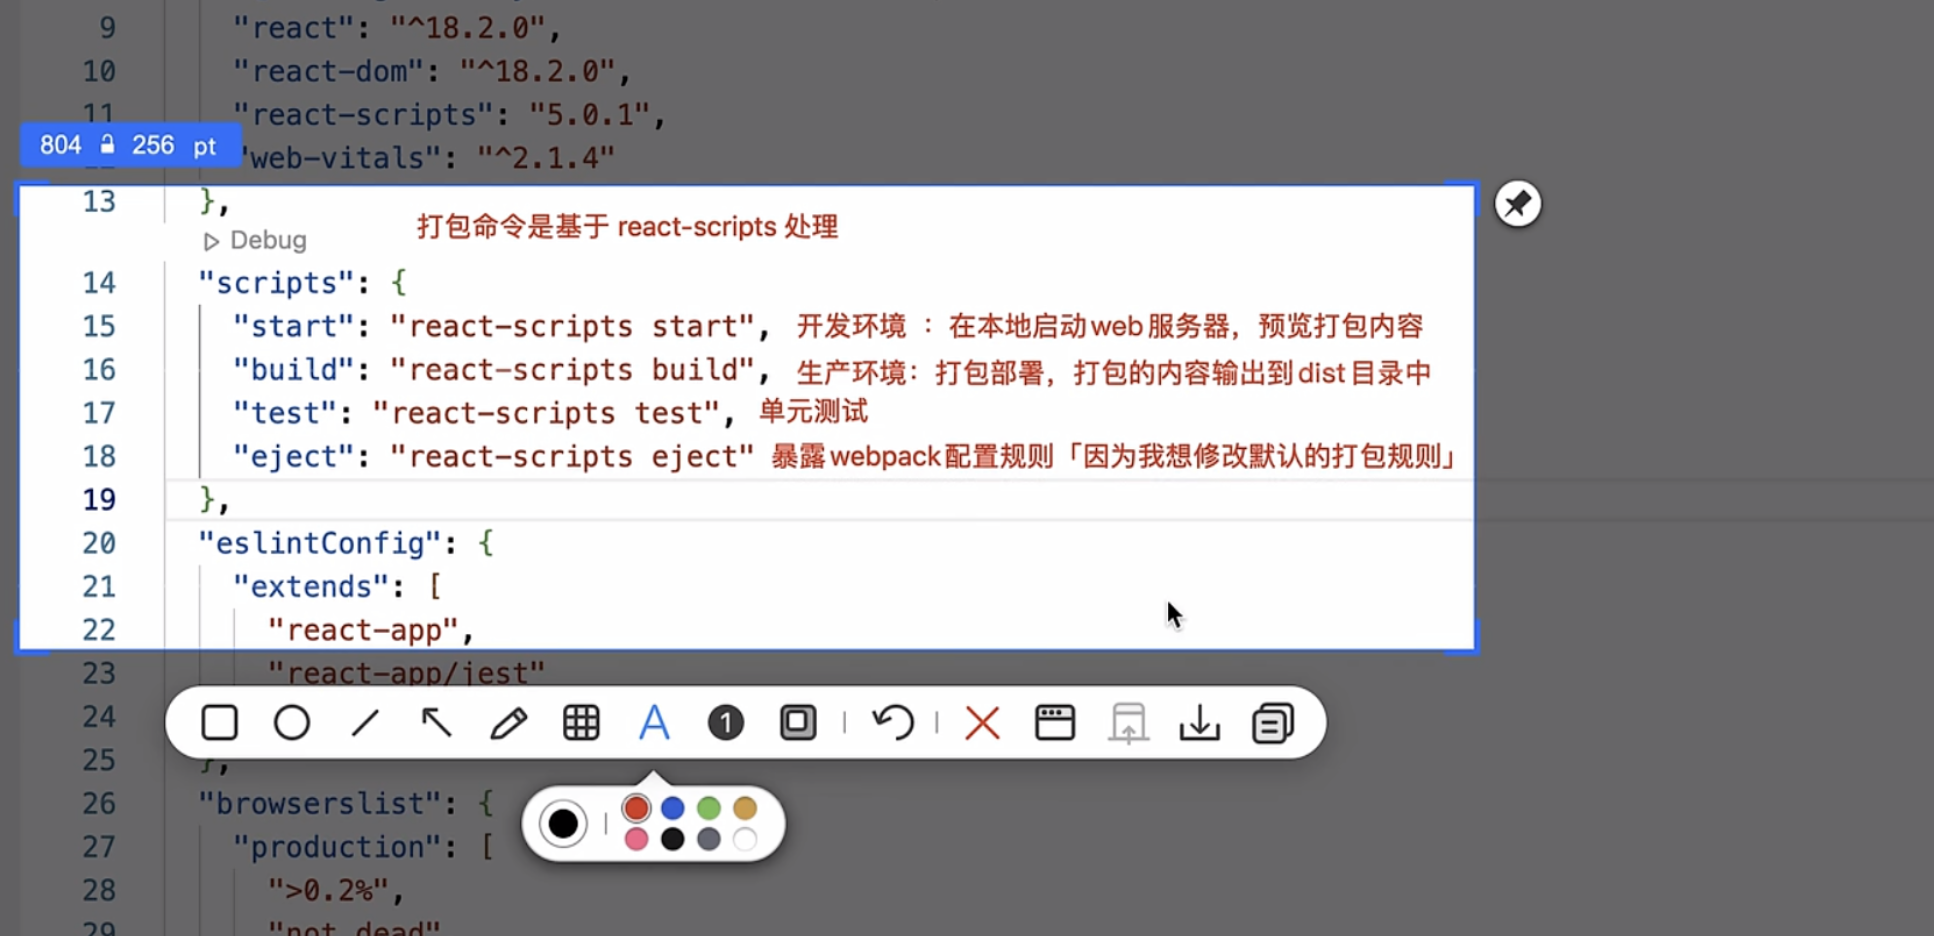 9 "react": "^18.2.0",
10 "react-dom": "^18.2.0",
11 "react-scripts": "5.0.1",
804 256 pt
"web-vitals": "^2.1.4"
13 },
Debug
打包命令是基于 react-scripts 处理
14 "scripts": {
15 "start": "react-scripts start", 开发环境 : 在本地启动web服务器，预览打包内容
16 "build": "react-scripts build", 生产环境：打包部署，打包的内容输出到dist目录中
17 "test": "react-scripts test", 单元测试
18 "eject": "react-scripts eject" 暴露webpack配置规则「因为我想修改默认的打包规则」
19 },
20 "eslintConfig": {
21 "extends": [
22 "react-app",
23 "react-app/jest"
24
A 1
25 },
26 "browserslist": {
27 "production": [
28 ">0.2%",
29 "not dead"